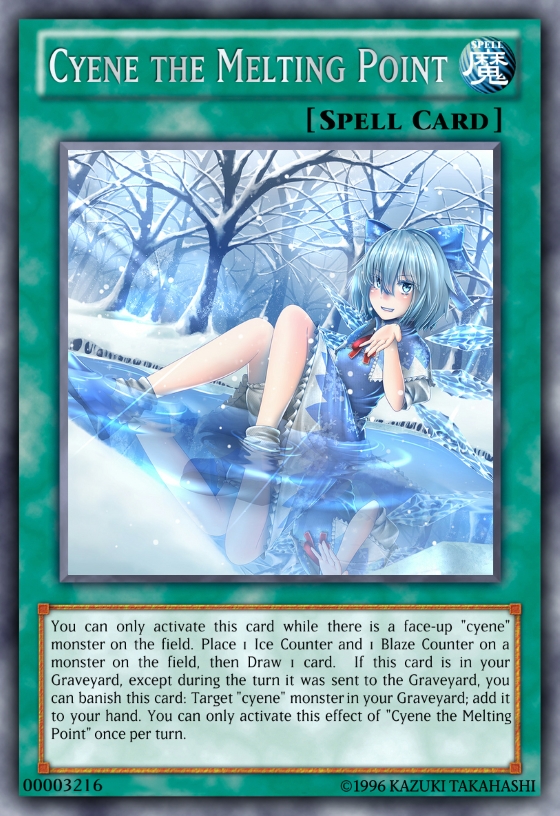 Cyene the Melting Point
SPELL
魔
[Spell Card]
You can only activate this card while there is a face-up "cyene"
monster on the field. Place 1 Ice Counter and 1 Blaze Counter on a
monster on the field, then Draw 1 card. If this card is in your
Graveyard, except during the turn it was sent to the Graveyard, you
can banish this card: Target "cyene" monster in your Graveyard; add it
to your hand. You can only activate this effect of "Cyene the Melting
Point" once per turn.
00003216
©1996 KAZUKI TAKAHASHI